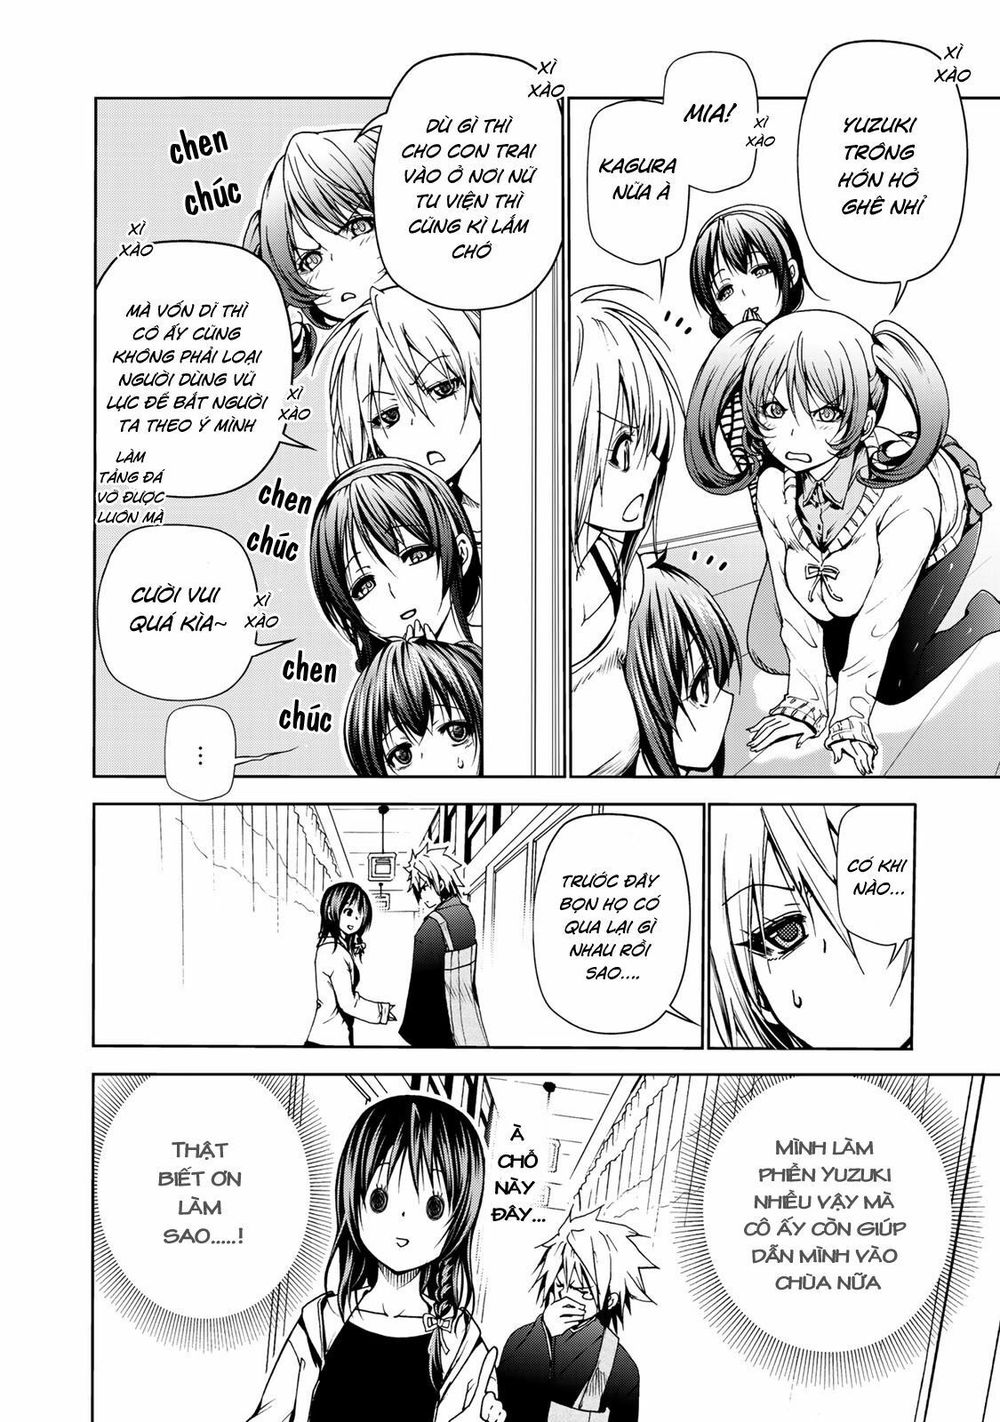 XÌ
XÀO
YUZUKI
TRÔNG
HỚN HỞ
GHÊ NHỈ
MIA!
XÌ
XÀO
KAGURA
NỮA À
...
...
XÌ
XÀO
DÙ GÌ THÌ
CHO CON TRAI
VÀO Ở NƠI NỮ
TU VIỆN THÌ
CŨNG KÌ LẮM
CHỚ
chen
chúc
XÌ
XÀO
MÀ VỐN DĨ THÌ
CÔ ẤY CŨNG
KHÔNG PHẢI LOẠI
NGƯỜI DÙNG VŨ
LỰC ĐỂ BẮT NGƯỜI
TA THEO Ý MÌNH
XÌ
XÀO
LÀM
TẢNG ĐÁ
VỠ ĐƯỢC
LUÔN MÀ
chen
chúc
CƯỜI VUI
QUÁ KÌA~
XÌ
XÀO
chen
chúc
...
CÓ KHI
NÀO...
TRƯỚC ĐÂY
BỌN HỌ CÓ
QUA LẠI GÌ
NHAU RỒI
SAO....
MÌNH LÀM
PHIỀN YUZUKI
NHIỀU VẬY MÀ
CÔ ẤY CÒN GIÚP
DẪN MÌNH VÀO
CHÙA NỮA
À
CHỖ
NÀY
ĐÂY...
THẬT
BIẾT ƠN
LÀM
SAO.....!